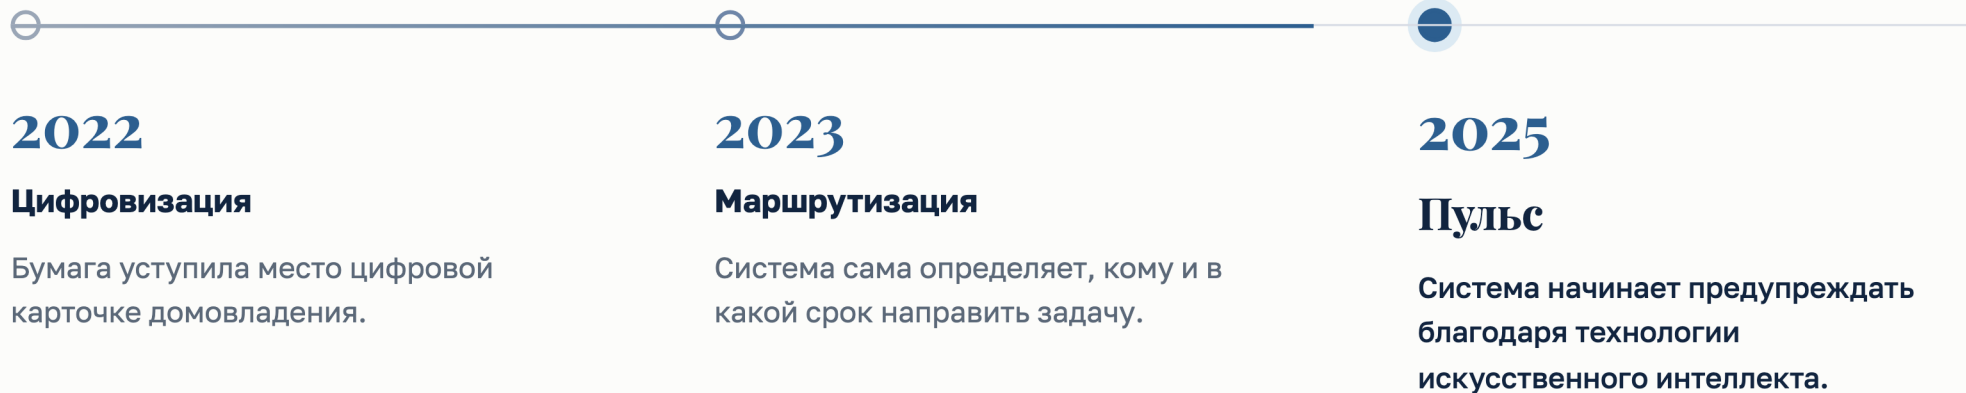 2022
Цифровизация
Бумага уступила место цифровой
карточке домовладения.
2023
Маршрутизация
Система сама определяет, кому и в
какой срок направить задачу.
2025
Пульс
Система начинает предупреждать
благодаря технологии
искусственного интеллекта.